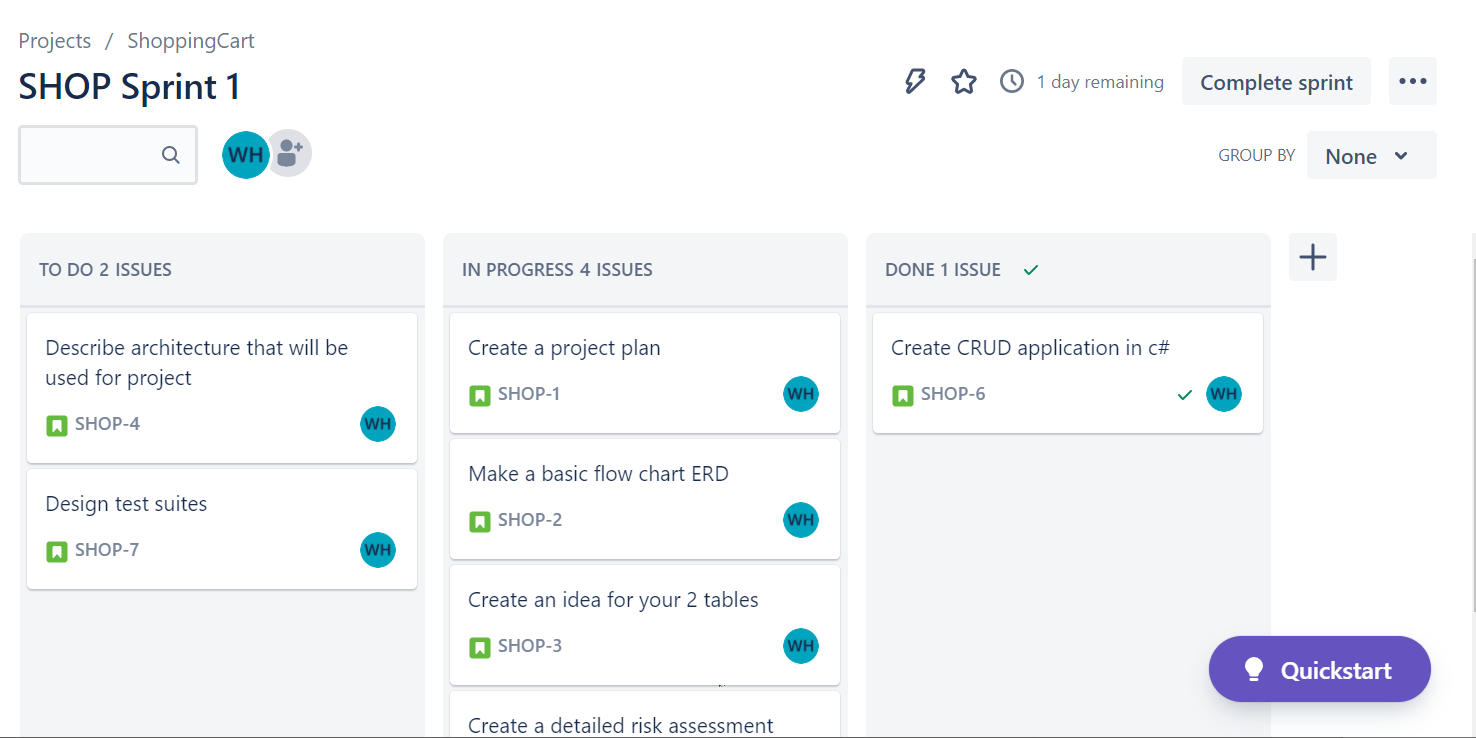 Projects / ShoppingCart
SHOP Sprint 1
1 day remaining
Complete sprint
WH
GROUP BY
None
TO DO 2 ISSUES
Describe architecture that will be
used for project
SHOP-4
WH
Design test suites
SHOP-7
WH
IN PROGRESS 4 ISSUES
Create a project plan
SHOP-1
WH
Make a basic flow chart ERD
SHOP-2
WH
Create an idea for your 2 tables
SHOP-3
WH
Create a detailed risk assessment
DONE 1 ISSUE
Create CRUD application in c#
SHOP-6
WH
Quickstart